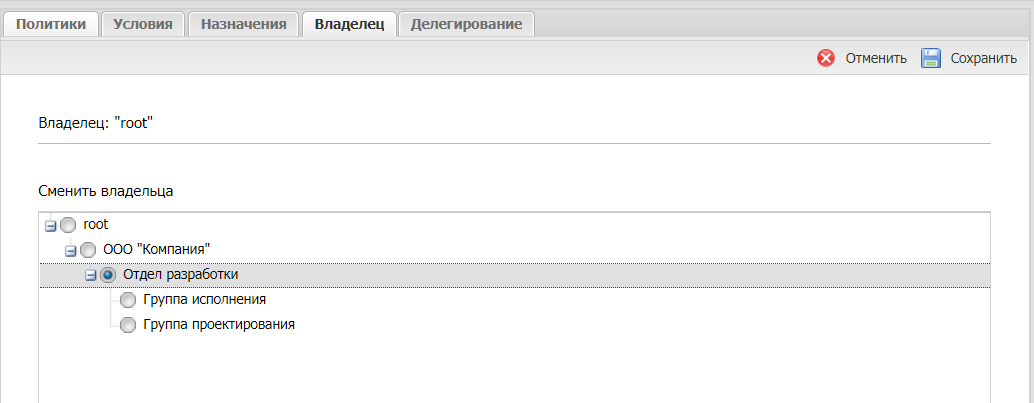 Политики Условия Назначения Владелец Делегирование
Отменить Сохранить
Владелец: "root"
Сменить владельца
root
ООО "Компания"
Отдел разработки
Группа исполнения
Группа проектирования